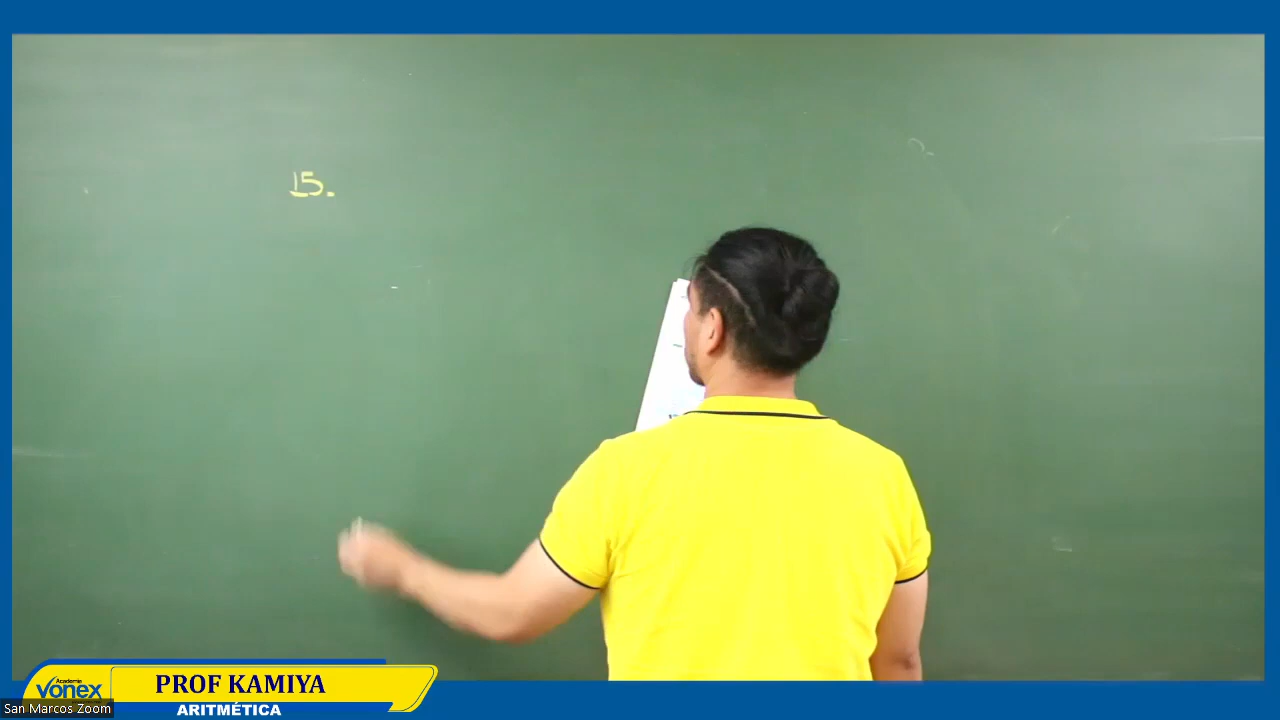 15.
Academia
vonex
PROF KAMIYA
ARITMÉTICA
San Marcos Zoom